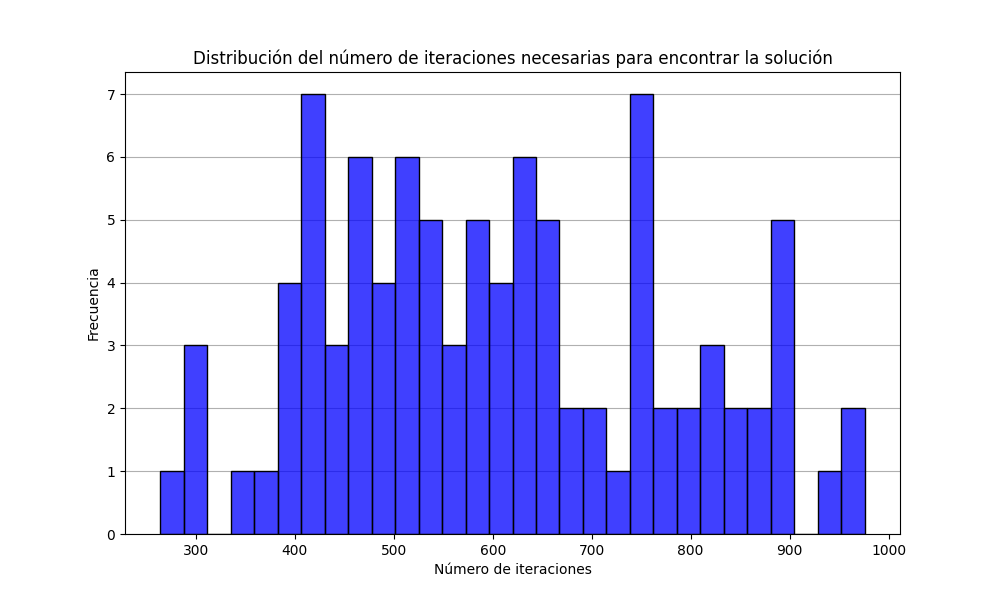 Distribución del número de iteraciones necesarias para encontrar la solución
7
6
5
4
3
2
1
0
Frecuencia
300 400 500 600 700 800 900 1000
Número de iteraciones